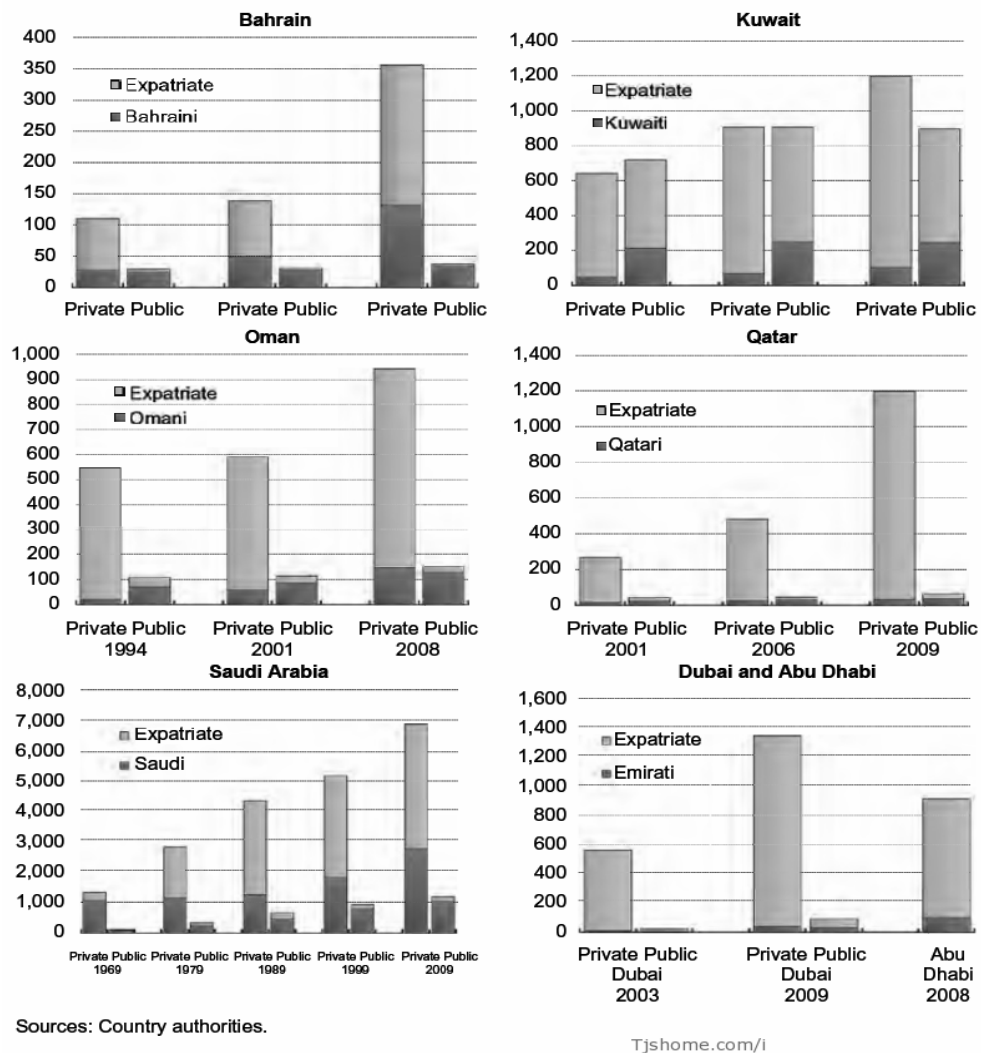 Bahrain
400
350
300
250
200
150
100
50
0
Expatriate
Bahraini
Private Public Private Public Private Public
Kuwait
1,400
1,200
1,000
800
600
400
200
0
Expatriate
Kuwaiti
Private Public Private Public Private Public
Oman
1,000
900
800
700
600
500
400
300
200
100
0
Expatriate
Omani
Private Public Private Public Private Public
1994 2001 2008
Qatar
1,400
1,200
1,000
800
600
400
200
0
Expatriate
Qatari
Private Public Private Public Private Public
2001 2006 2009
Saudi Arabia
8,000
7,000
6,000
5,000
4,000
3,000
2,000
1,000
0
Expatriate
Saudi
Private Public Private Public Private Public Private Public Private Public
1969 1979 1989 1999 2009
Dubai and Abu Dhabi
1,600
1,400
1,200
1,000
800
600
400
200
0
Expatriate
Emirati
Private Public Private Public Abu
Dubai Dubai Dhabi
2003 2009 2008
Sources: Country authorities.
Tjshome.com/i